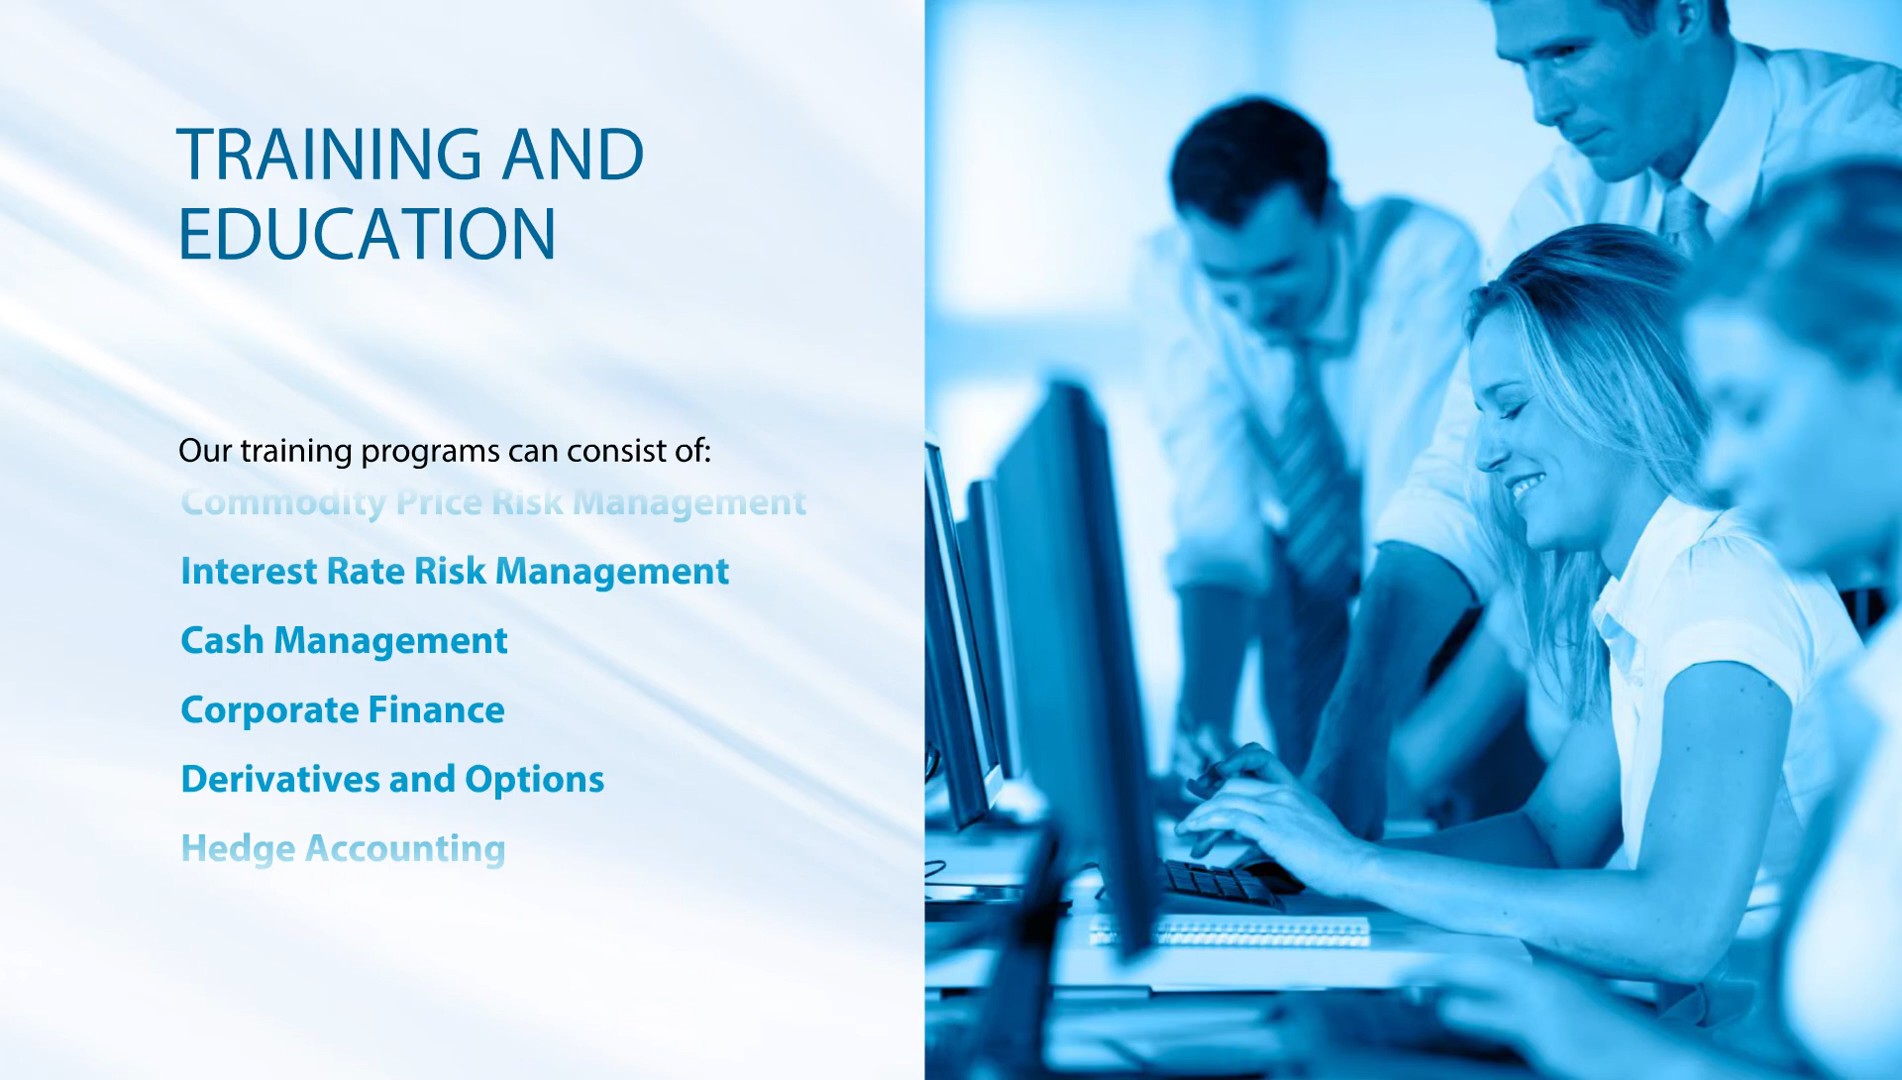 TRAINING AND
EDUCATION
Our training programs can consist of:
Commodity Price Risk Management
Interest Rate Risk Management
Cash Management
Corporate Finance
Derivatives and Options
Hedge Accounting